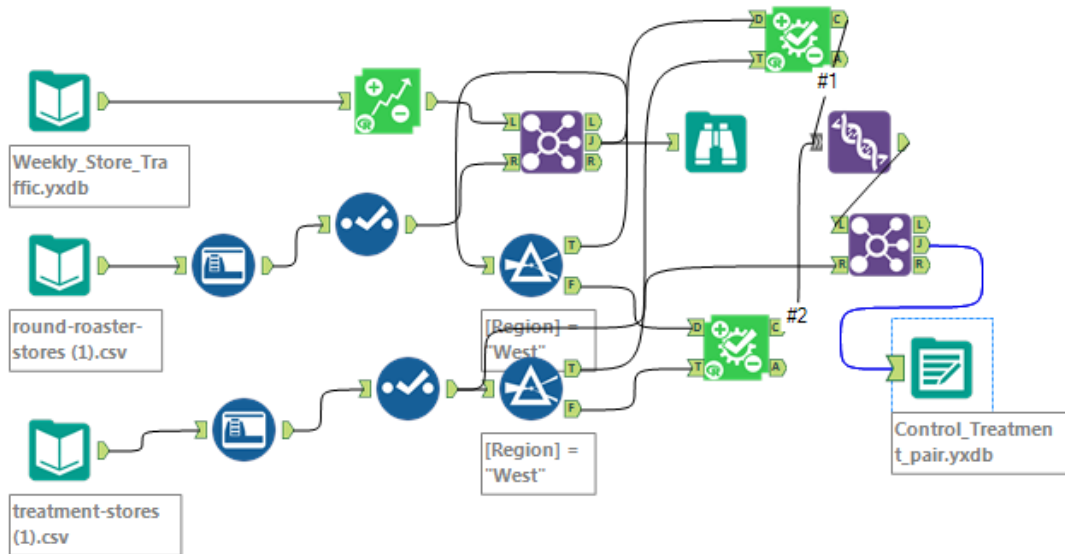 D
C
T
A
#1
R
Weekly_Store_Tra
ffic.yxdb
R
L
L
J
R
R
round-roaster-
stores (1).csv
T
F
[Region] =
"West"
L
L
J
R
R
#2
D
C
T
A
R
treatment-stores
(1).csv
T
F
[Region] =
"West"
Control_Treatmen
t_pair.yxdb